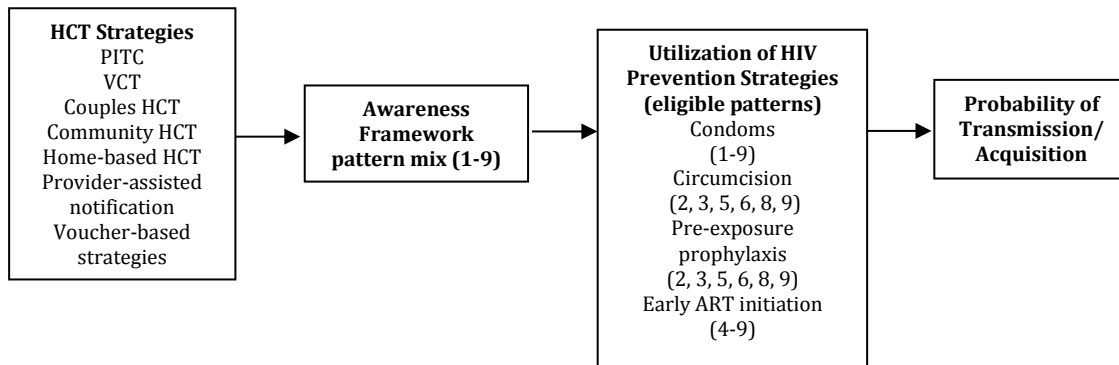 HCT Strategies
PITC
VCT
Couples HCT
Community HCT
Home-based HCT
Provider-assisted
notification
Voucher-based
strategies
Awareness
Framework
pattern mix (1-9)
Utilization of HIV
Prevention Strategies
(eligible patterns)
Condoms
(1-9)
Circumcision
(2, 3, 5, 6, 8, 9)
Pre-exposure
prophylaxis
(2, 3, 5, 6, 8, 9)
Early ART initiation
(4-9)
Probability of
Transmission/
Acquisition